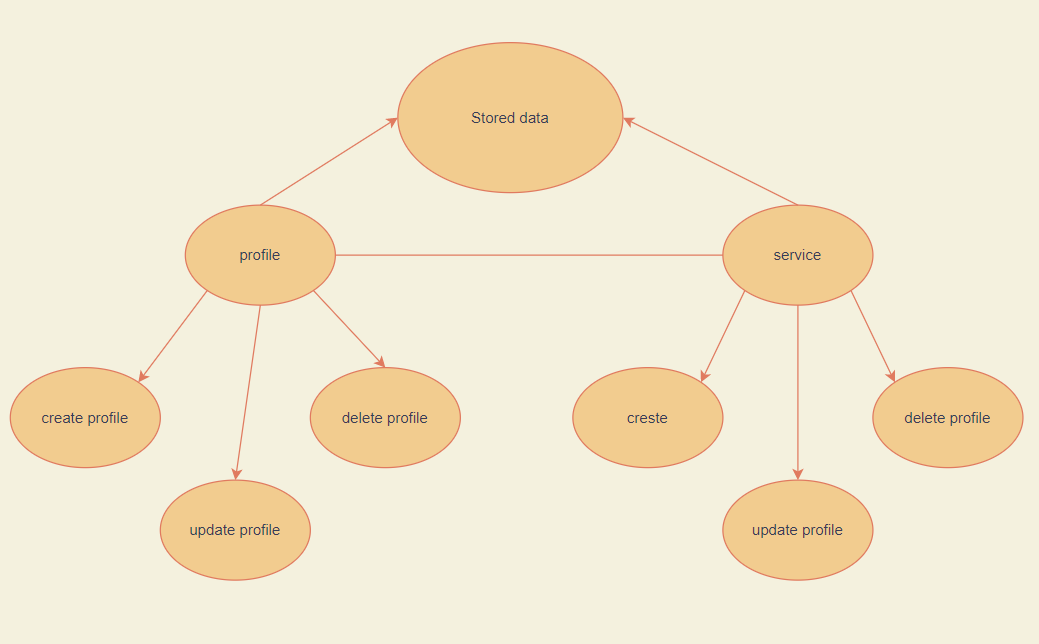 Stored data
profile
service
create profile
delete profile
creste
delete profile
update profile
update profile